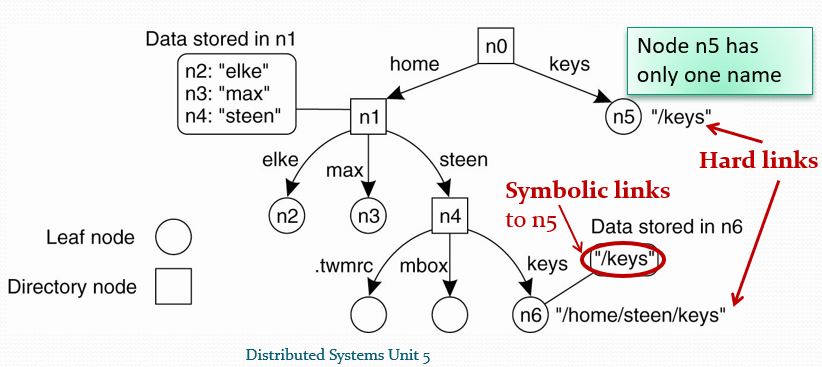 Data stored in n1
n2: "elke"
n3: "max"
n4: "steen"
n0
home
keys
Node n5 has
only one name
n1
n5
"/keys"
Hard links
elke
max
steen
Symbolic links
to n5
n2
n3
n4
Data stored in n6
"/keys"
Leaf node
Directory node
.twmrc
mbox
keys
n6
"/home/steen/keys"
Distributed Systems Unit 5